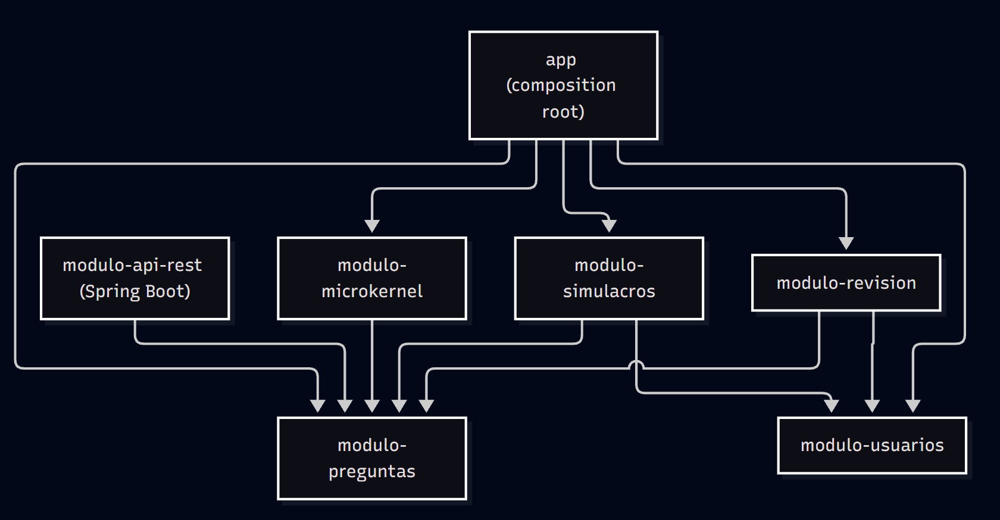 app
(composition
root)
modulo-api-rest
(Spring Boot)
modulo-
microkernel
modulo-
simulacros
modulo-revision
modulo-
preguntas
modulo-usuarios